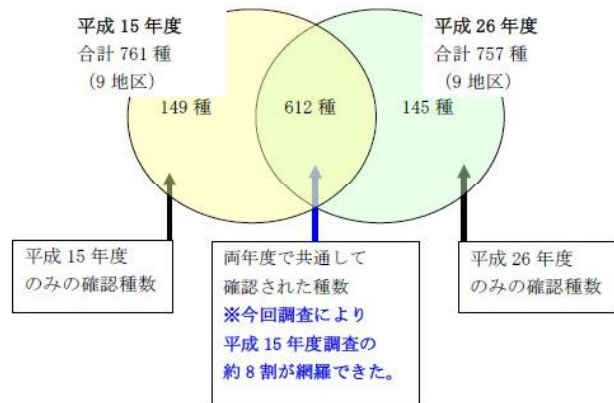 平成 15 年度
合計 761 種
（9 地区）
平成 26 年度
合計 757 種
（9 地区）
149 種
612 種
145 種
平成 15 年度
のみの確認種数
両年度で共通して
確認された種数
※今回調査により
平成 15 年度調査の
約 8 割が網羅できた。
平成 26 年度
のみの確認種数